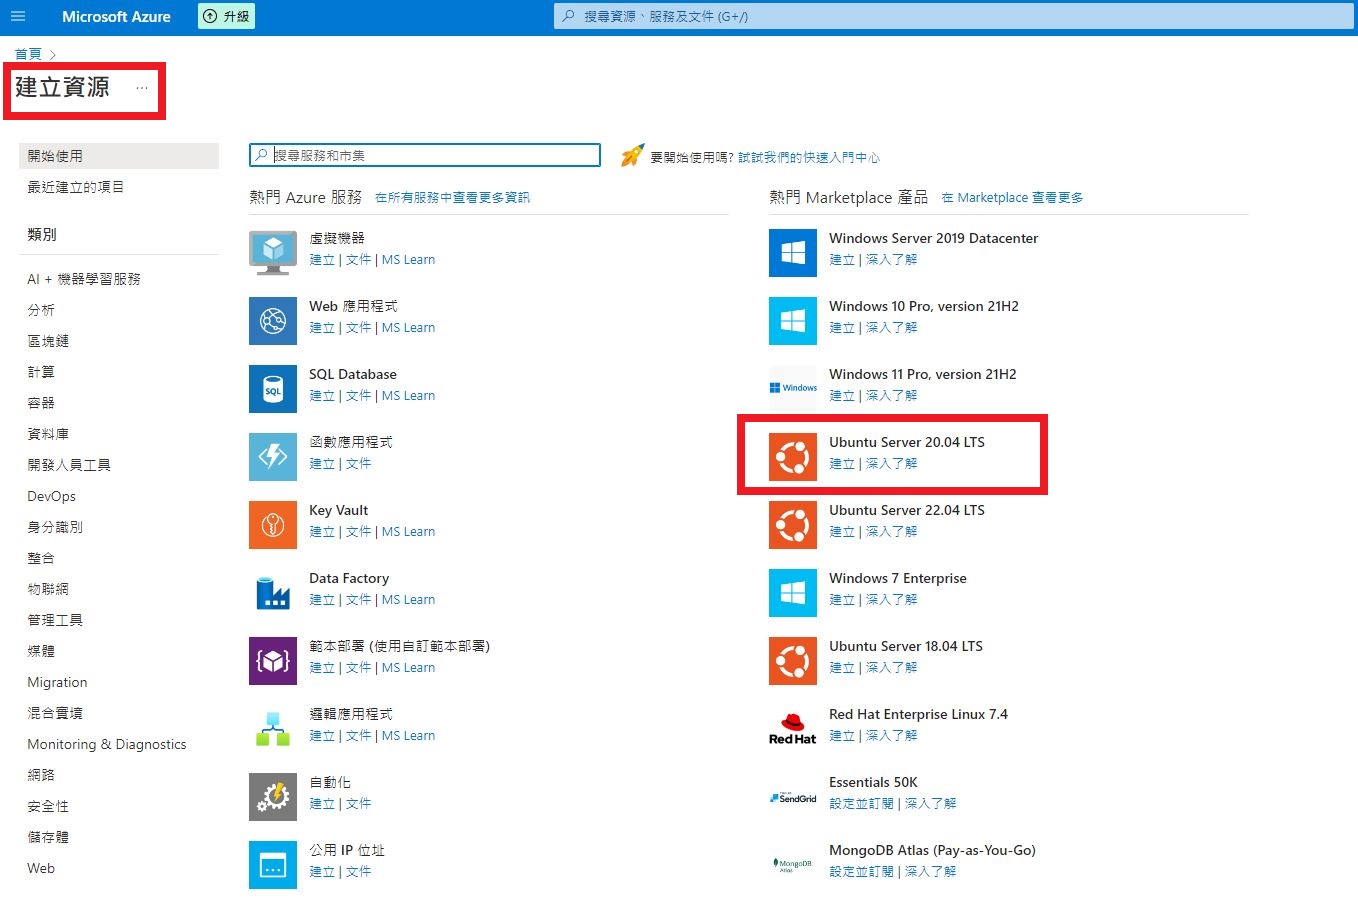 Microsoft Azure
升級
搜尋資源、服務及文件 (G+/)
首頁
建立資源
...
開始使用
最近建立的項目
類別
AI + 機器學習服務
分析
區塊鏈
計算
容器
資料庫
開發人員工具
DevOps
身分識別
整合
物聯網
管理工具
媒體
Migration
混合實境
Monitoring & Diagnostics
網路
安全性
儲存體
Web
搜尋服務和市集
要開始使用嗎? 試試我們的快速入門中心
熱門 Azure 服務 在所有服務中查看更多資訊
虛擬機器
建立 | 文件 | MS Learn
Web 應用程式
建立 | 文件 | MS Learn
SQL
SQL Database
建立 | 文件 | MS Learn
函數應用程式
建立 | 文件
Key Vault
建立 | 文件 | MS Learn
Data Factory
建立 | 文件 | MS Learn
範本部署 (使用自訂範本部署)
建立 | 文件 | MS Learn
邏輯應用程式
建立 | 文件 | MS Learn
自動化
建立 | 文件
公用 IP 位址
建立 | 文件
熱門 Marketplace 產品 在 Marketplace 查看更多
Windows Server 2019 Datacenter
建立 | 深入了解
Windows 10 Pro, version 21H2
建立 | 深入了解
Windows
Windows 11 Pro, version 21H2
建立 | 深入了解
Ubuntu Server 20.04 LTS
建立 | 深入了解
Ubuntu Server 22.04 LTS
建立 | 深入了解
Windows 7 Enterprise
建立 | 深入了解
Ubuntu Server 18.04 LTS
建立 | 深入了解
Red Hat
Red Hat Enterprise Linux 7.4
建立 | 深入了解
SendGrid
Essentials 50K
設定並訂閱 | 深入了解
MongoDB
Atlas
MongoDB Atlas (Pay-as-You-Go)
設定並訂閱 | 深入了解